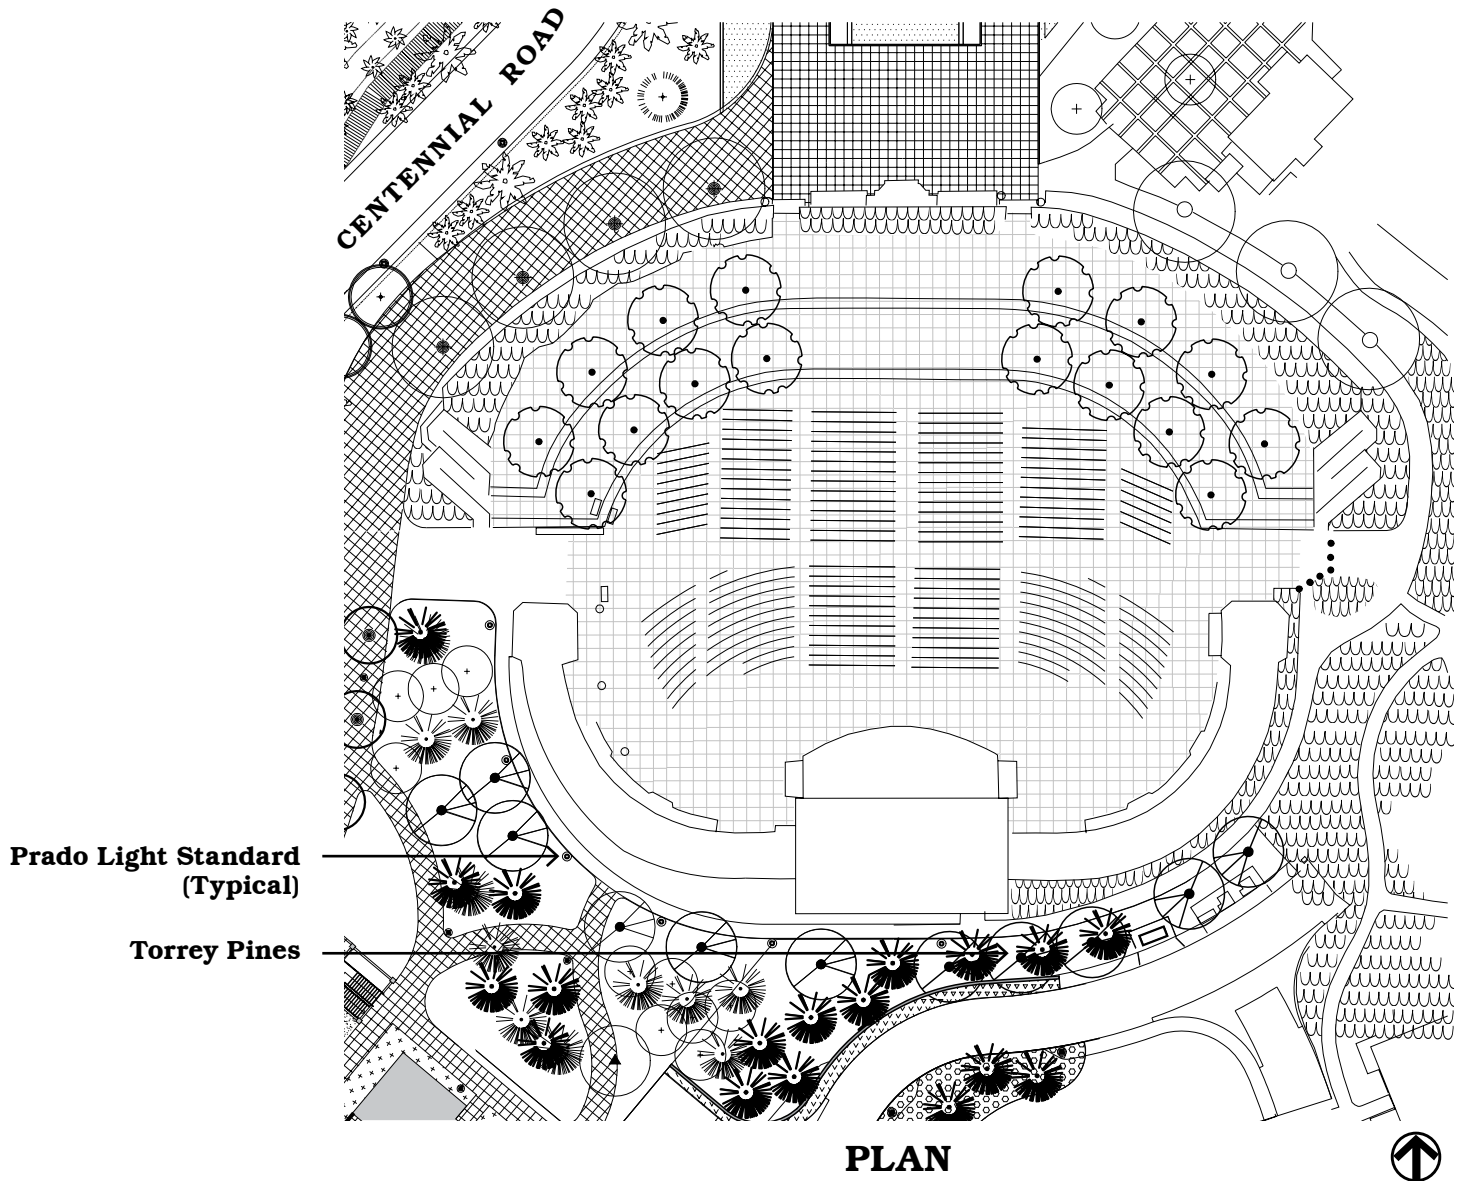 CENTENNIAL ROAD
Prado Light Standard
(Typical)
Torrey Pines
PLAN